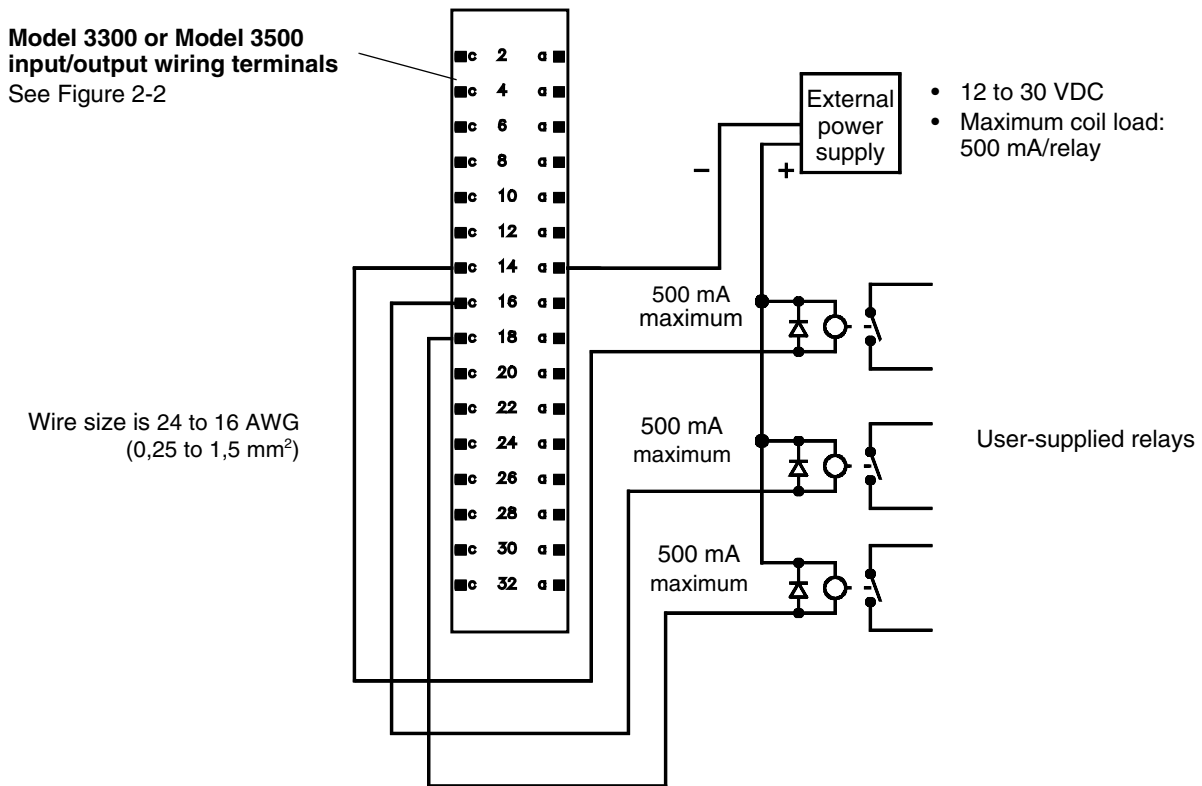 Model 3300 or Model 3500
input/output wiring terminals
See Figure 2-2
c 2 a
c 4 a
c 6 a
c 8 a
c 10 a
c 12 a
c 14 a
c 16 a
c 18 a
c 20 a
c 22 a
c 24 a
c 26 a
c 28 a
c 30 a
c 32 a
External
power
supply
– +
• 12 to 30 VDC
• Maximum coil load:
500 mA/relay
500 mA
maximum
Wire size is 24 to 16 AWG
(0,25 to 1,5 mm²)
500 mA
maximum
User-supplied relays
500 mA
maximum